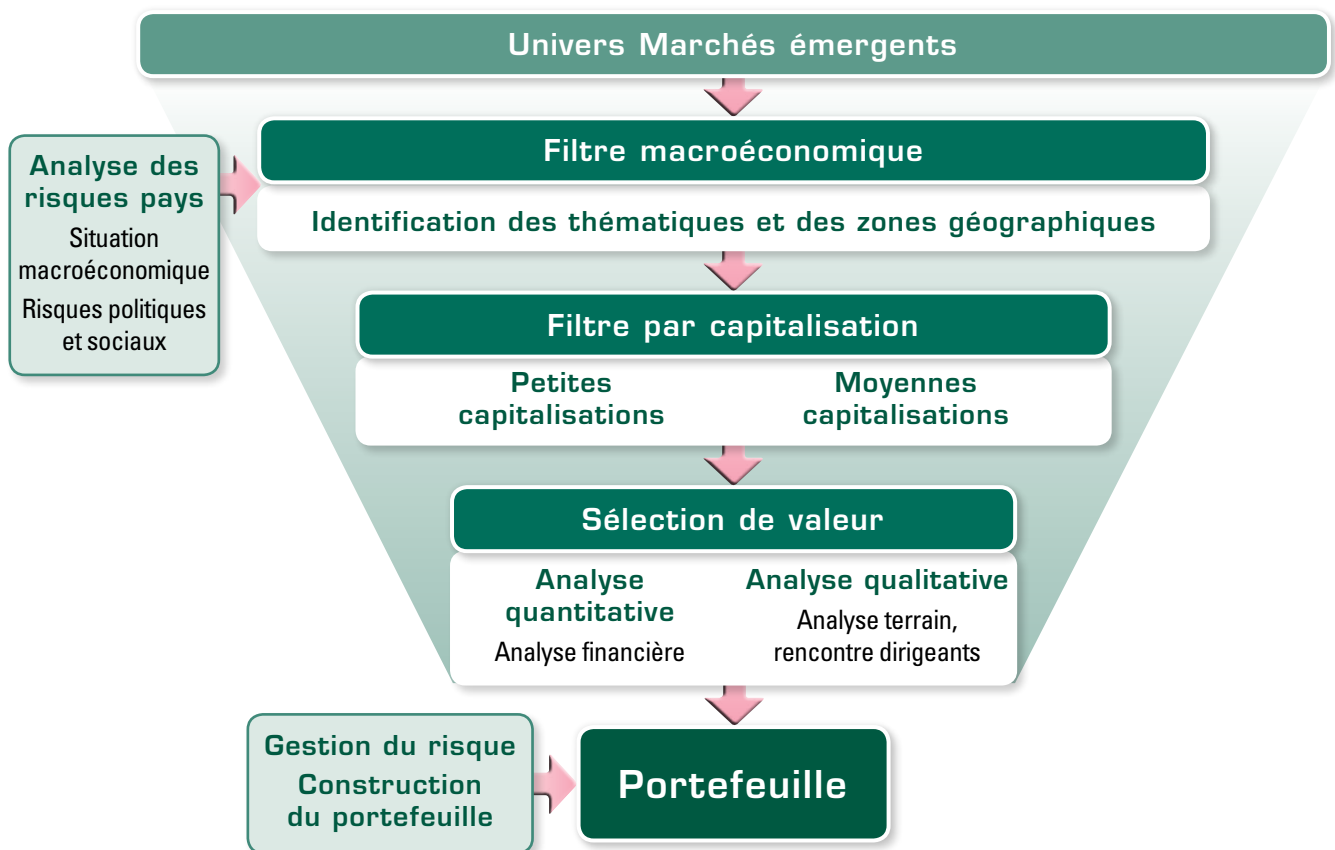 Univers Marchés émergents
Filtre macroéconomique
Identification des thématiques et des zones géographiques
Analyse des
risques pays
Situation
macroéconomique
Risques politiques
et sociaux
Filtre par capitalisation
Petites
capitalisations
Moyennes
capitalisations
Sélection de valeur
Analyse
quantitative
Analyse financière
Analyse qualitative
Analyse terrain,
rencontre dirigeants
Gestion du risque
Construction
du portefeuille
Portefeuille